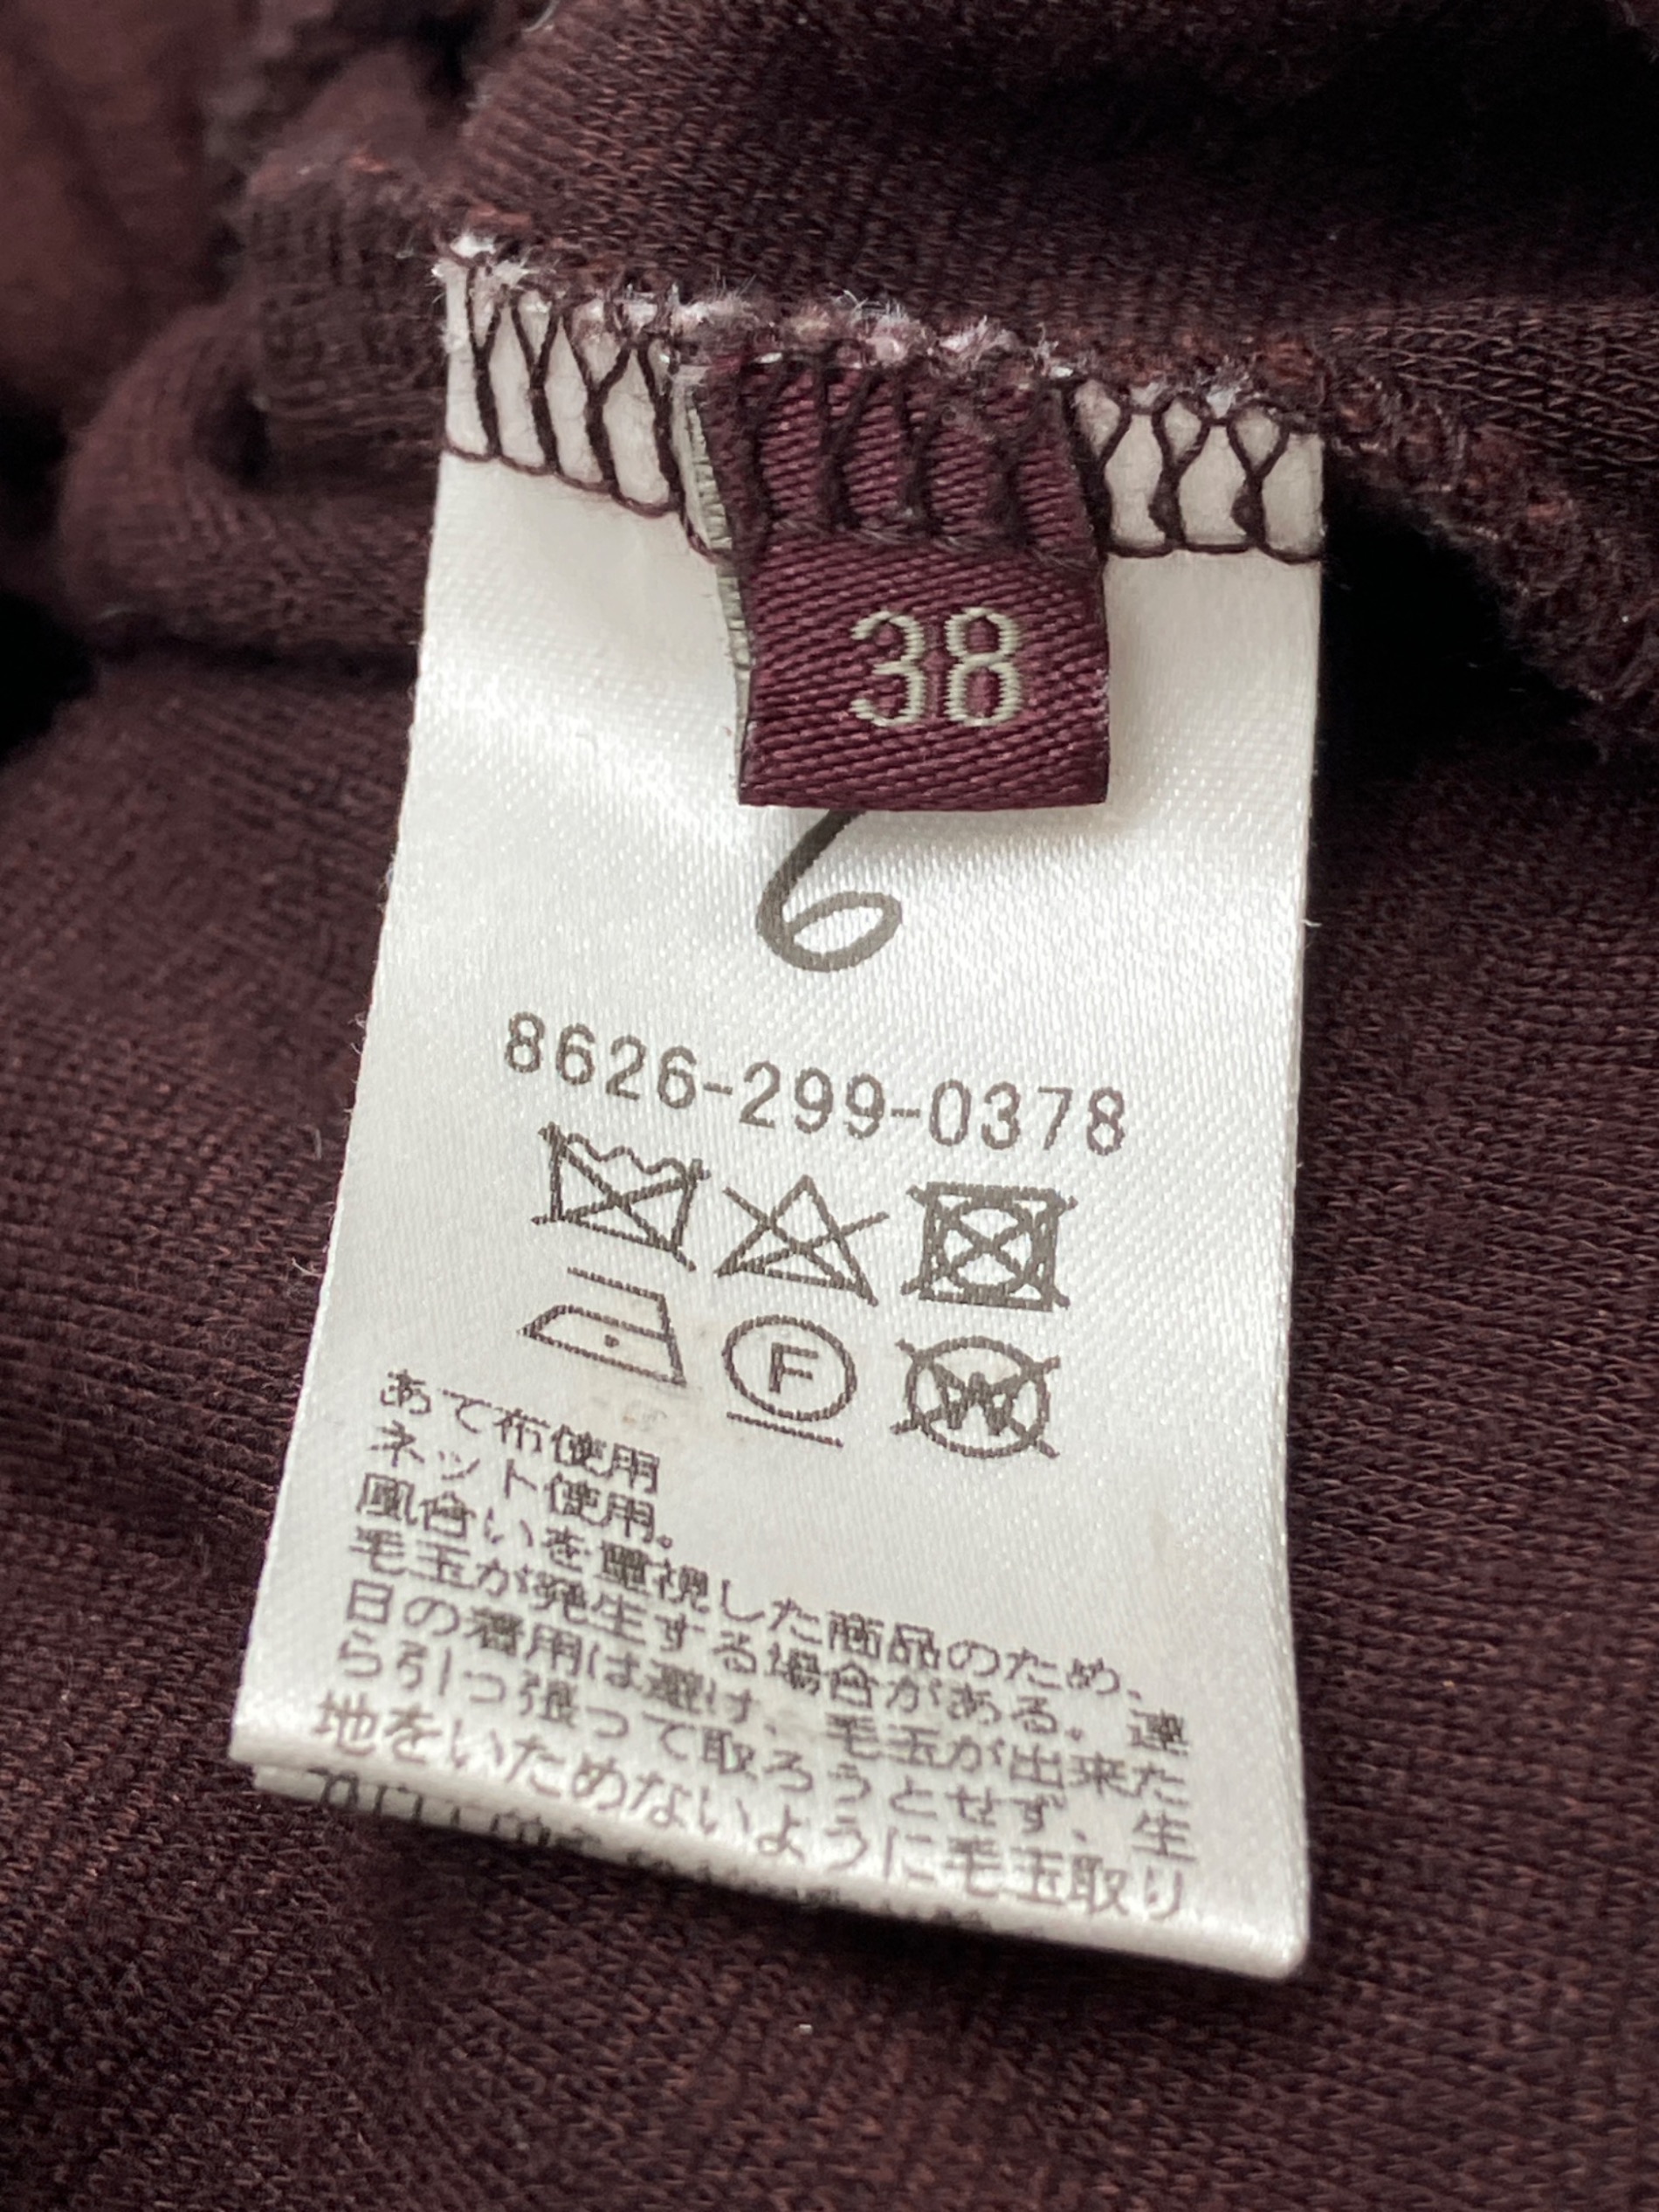 38
6
8626-299-0378
F
W
あて布使用
ネット使用。
風合いを重視した商品のため、
毛玉が発生する場合がある。連
日の着用は避け、毛玉が出来た
ら引っ張って取ろうとせず、生
地をいためないように毛玉取り